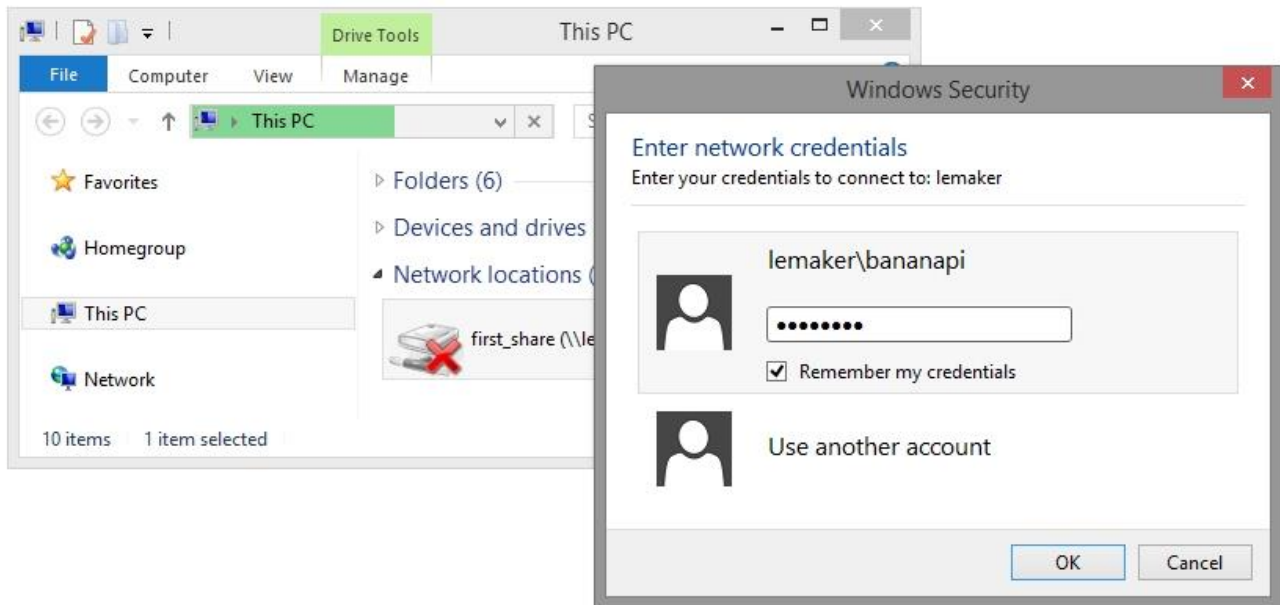 Drive Tools
This PC
File
Computer
View
Manage
This PC
Favorites
Homegroup
This PC
Network
10 items
1 item selected
Folders (6)
Devices and drives
Network locations (
first_share (\\le
Windows Security
Enter network credentials
Enter your credentials to connect to: lemaker
lemaker\bananapi
●●●●●●●●
Remember my credentials
Use another account
OK
Cancel